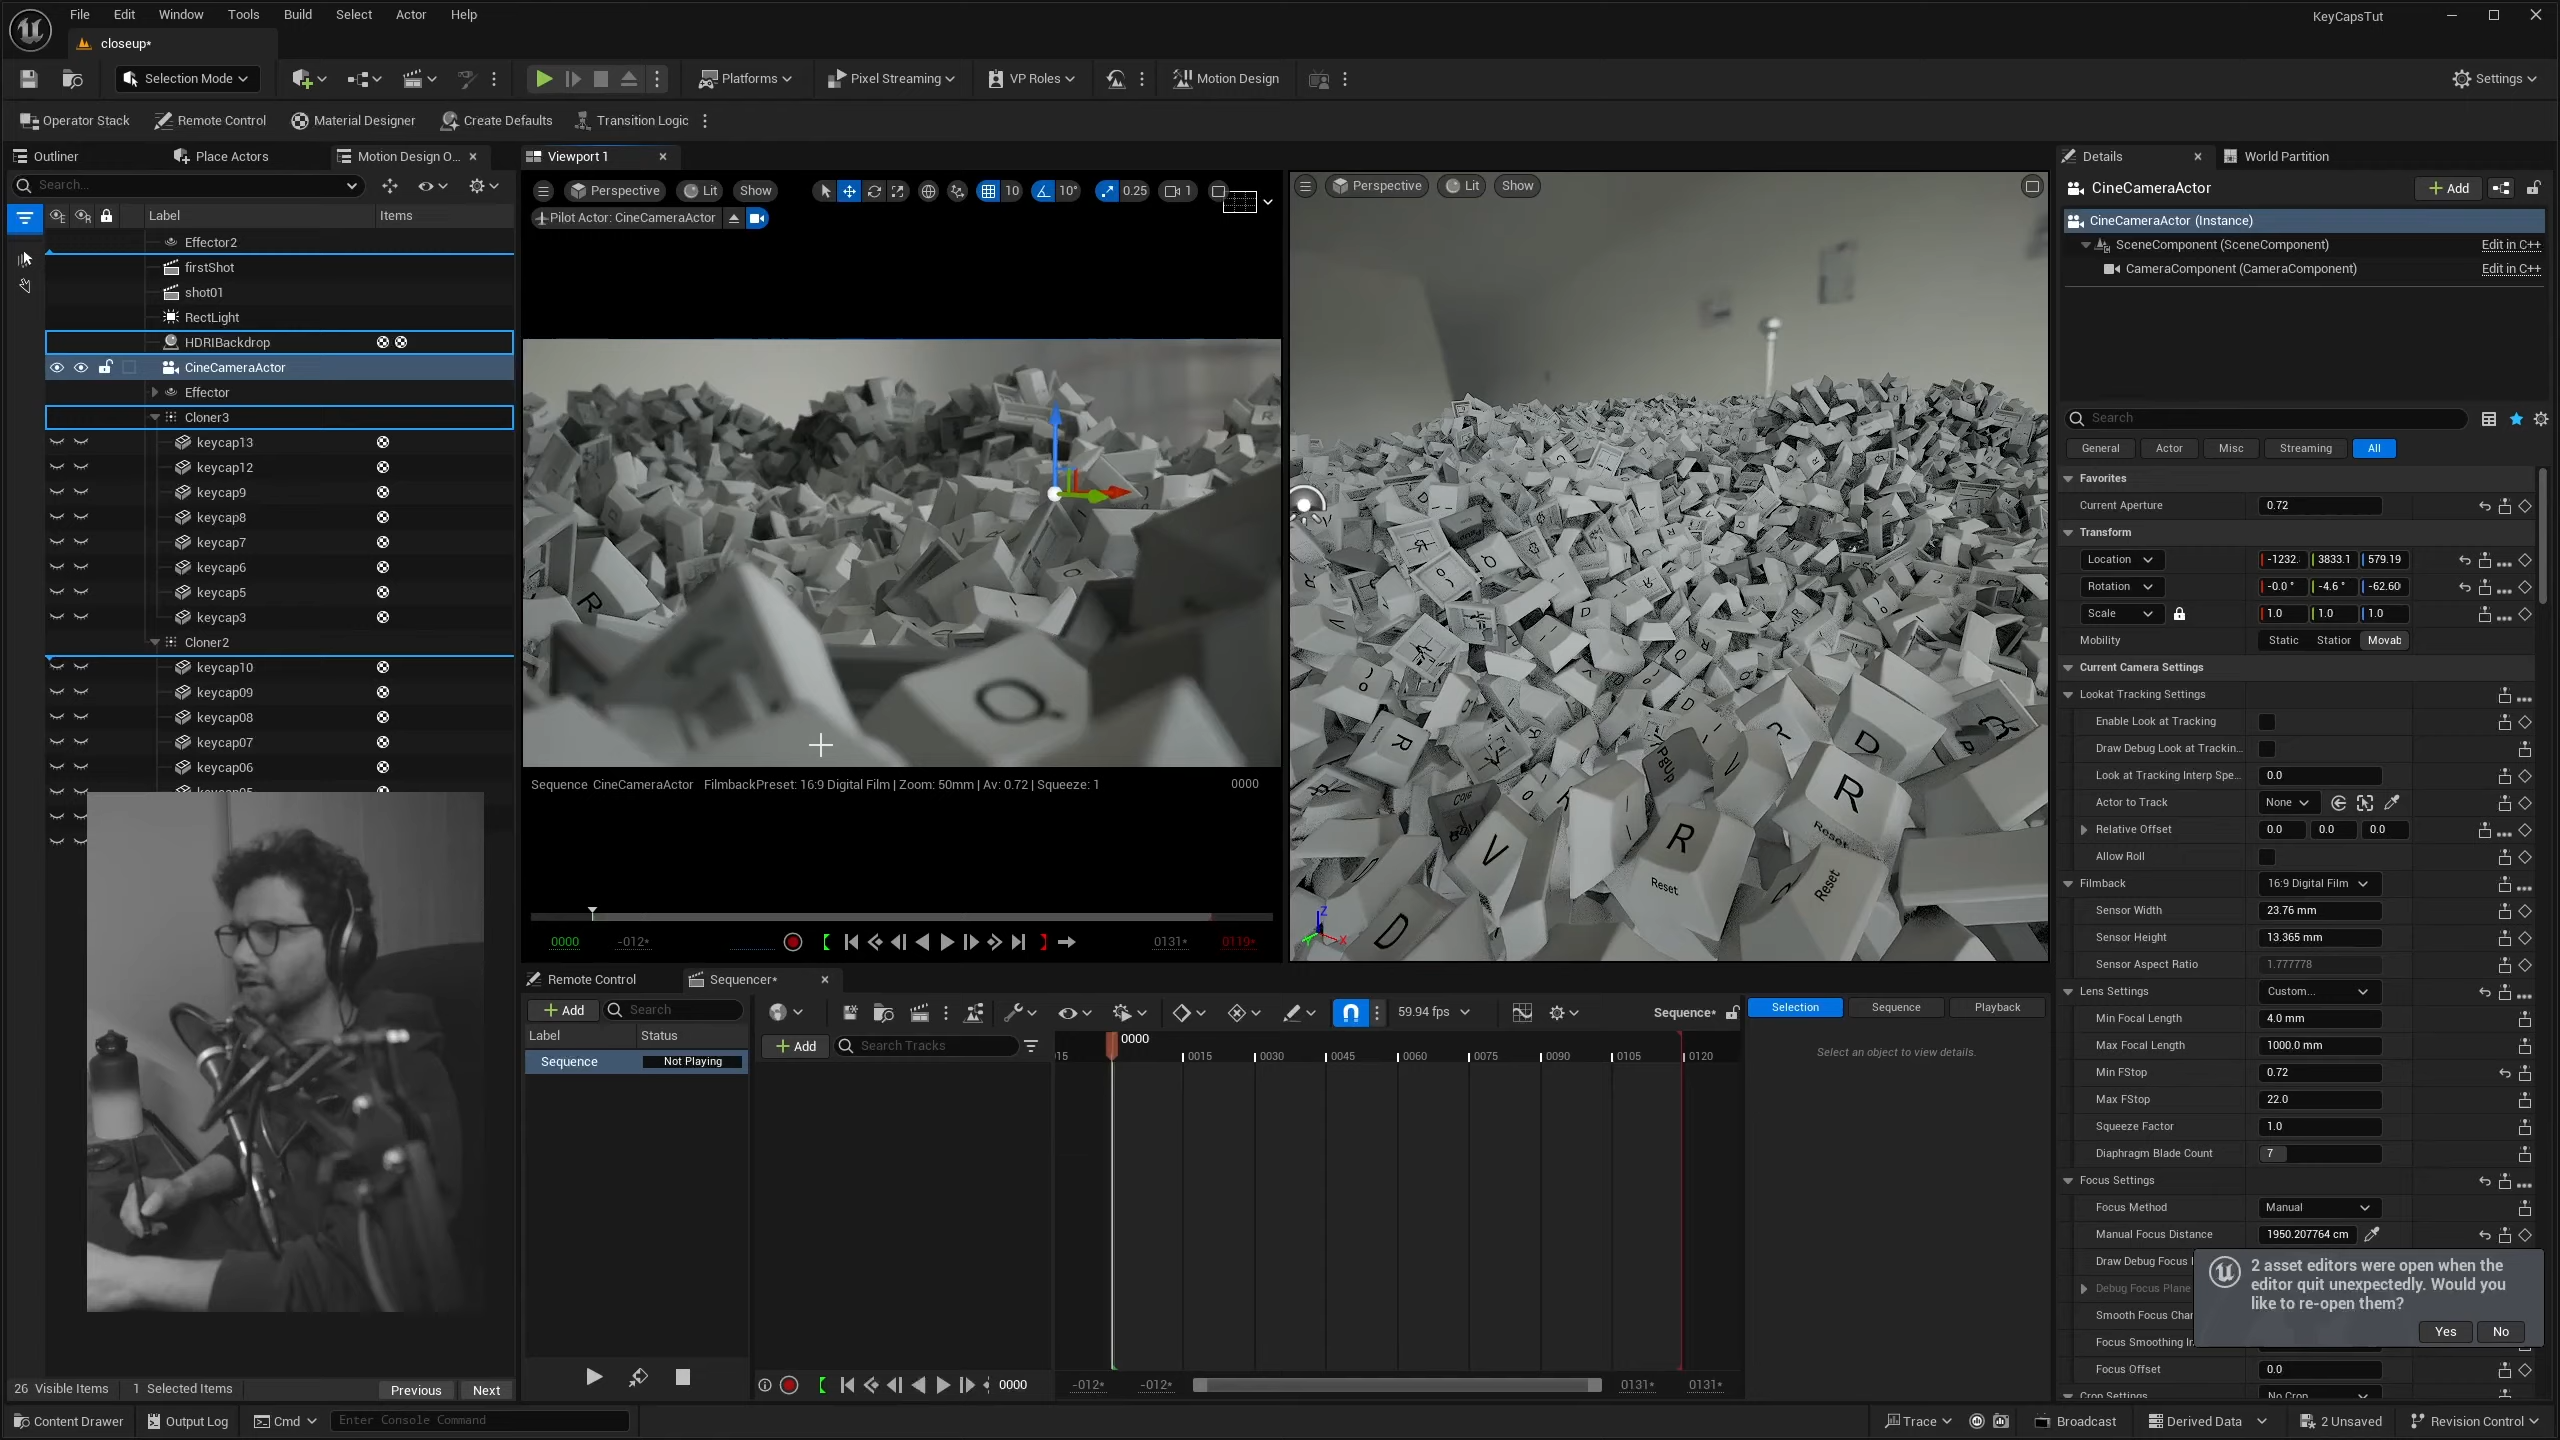 File Edit Window Tools Build Select Actor Help
KeyCapsTut
closeup*
Selection Mode
Platforms
Pixel Streaming
VP Roles
Motion Design
Settings
Operator Stack
Remote Control
Material Designer
Create Defaults
Transition Logic
Outliner
Place Actors
Motion Design O...
Search...
Label
Items
Effector2
firstShot
shot01
RectLight
HDRIBackdrop
CineCameraActor
Effector
Cloner3
keycap13
keycap12
keycap9
keycap8
keycap7
keycap6
keycap5
keycap3
Cloner2
keycap10
keycap09
keycap08
keycap07
keycap06
26 Visible Items
1 Selected Items
Previous
Next
Viewport 1
Perspective
Lit
Show
10
10°
0.25
1
Pilot Actor: CineCameraActor
R
Q
Sequence CineCameraActor FilmbackPreset: 16:9 Digital Film | Zoom: 50mm | Av: 0.72 | Squeeze: 1
0000
0000
-012*
0131*
0119*
Perspective
Lit
Show
PgUp
D
R
Reset
V
R
Reset
Reset
D
Z
X
Remote Control
Sequencer*
Add
Search
Label
Status
Sequence
Not Playing
59.94 fps
Sequence*
Add
Search Tracks
0000
15 0015 0030 0045 0060 0075 0090 0105 0120
0000
-012*
-012*
0131*
0131*
Selection
Sequence
Playback
Select an object to view details.
Details
World Partition
CineCameraActor
Add
CineCameraActor (Instance)
SceneComponent (SceneComponent)
Edit in C++
CameraComponent (CameraComponent)
Edit in C++
Search
General
Actor
Misc
Streaming
All
Favorites
Current Aperture
0.72
Transform
Location
-1232.
3833.1
579.19
Rotation
-0.0 °
-4.6 °
-62.60
Scale
1.0
1.0
1.0
Mobility
Static
Station
Movab
Current Camera Settings
Lookat Tracking Settings
Enable Look at Tracking
Draw Debug Look at Trackin...
Look at Tracking Interp Spe...
0.0
Actor to Track
None
Relative Offset
0.0
0.0
0.0
Allow Roll
Filmback
16:9 Digital Film
Sensor Width
23.76 mm
Sensor Height
13.365 mm
Sensor Aspect Ratio
1.777778
Lens Settings
Custom...
Min Focal Length
4.0 mm
Max Focal Length
1000.0 mm
Min FStop
0.72
Max FStop
22.0
Squeeze Factor
1.0
Diaphragm Blade Count
7
Focus Settings
Focus Method
Manual
Manual Focus Distance
1950.207764 cm
Draw Debug Focus
Debug Focus Plane
Smooth Focus Char
Focus Smoothing
Focus Offset
0.0
Crop Settings
No Crop
2 asset editors were open when the
editor quit unexpectedly. Would you
like to re-open them?
Yes
No
Content Drawer
Output Log
Cmd
Enter Console Command
Trace
Broadcast
Derived Data
2 Unsaved
Revision Control